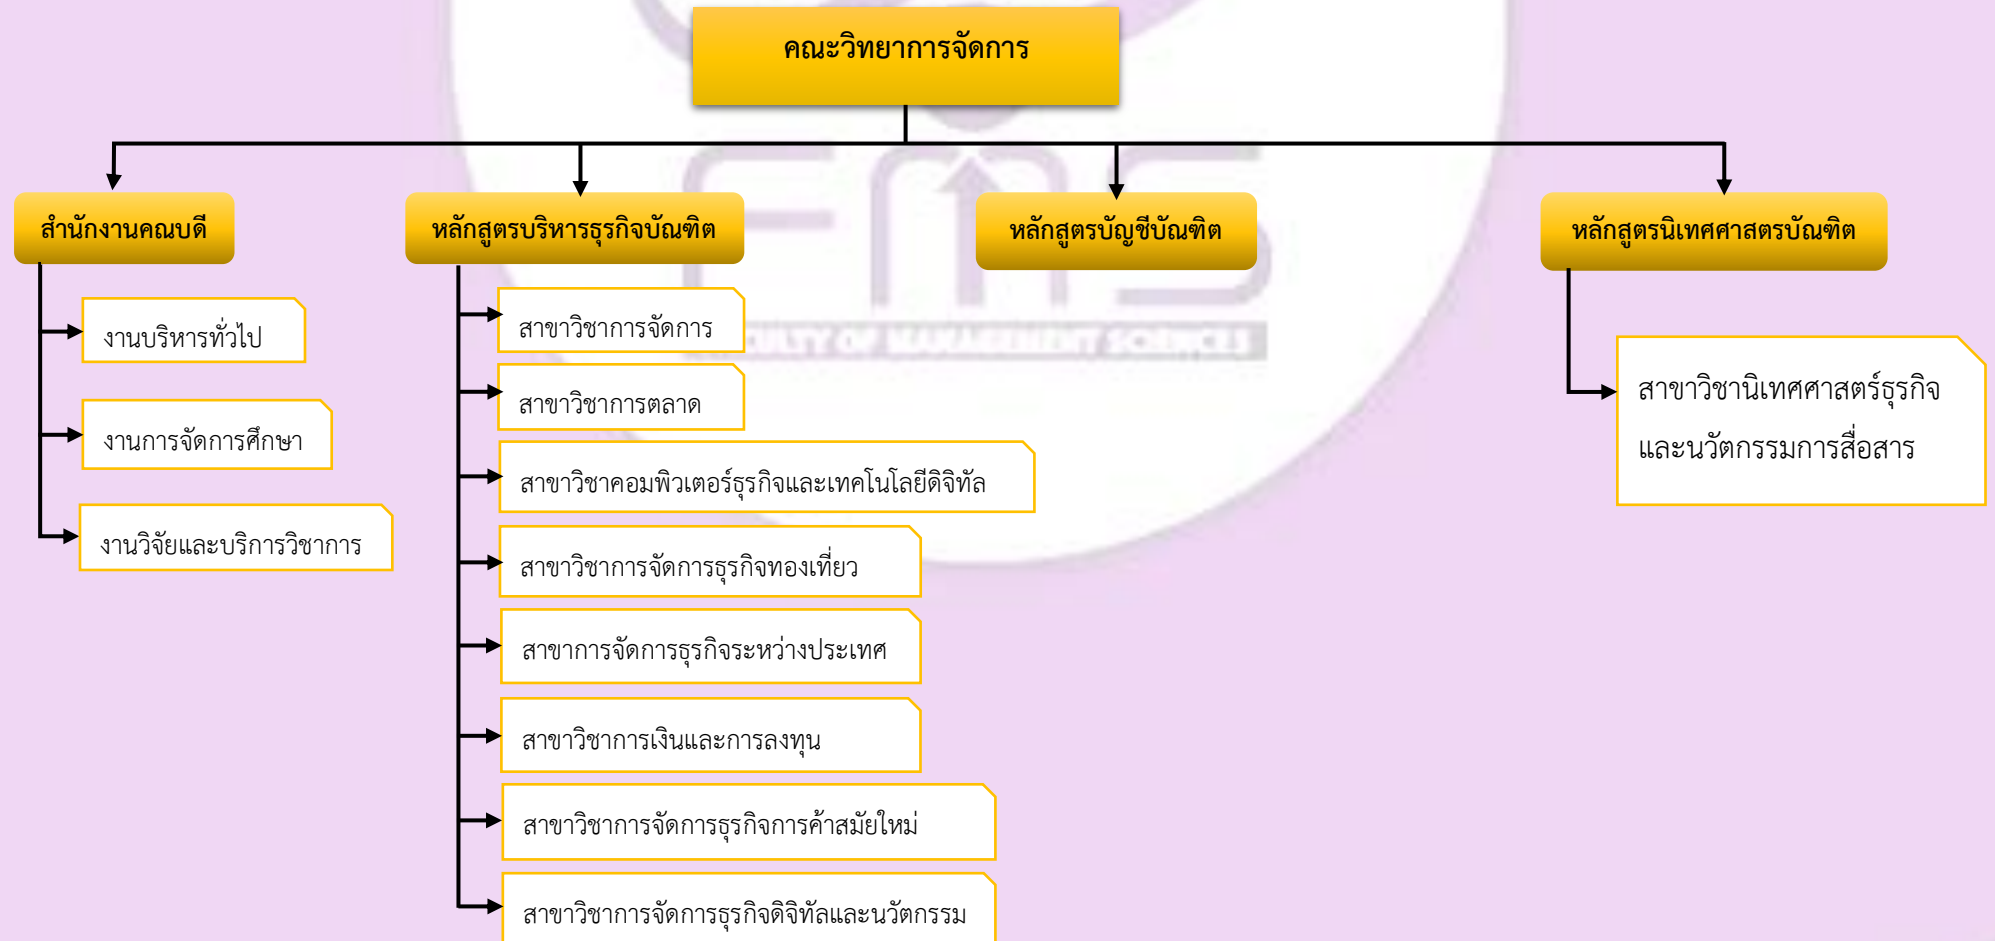 คณะวิทยาการจัดการ
สำนักงานคณบดี
หลักสูตรบริหารธุรกิจบัณฑิต
หลักสูตรบัญชีบัณฑิต
หลักสูตรนิเทศศาสตรบัณฑิต
งานบริหารทั่วไป
งานการจัดการศึกษา
งานวิจัยและบริการวิชาการ
สาขาวิชาการจัดการ
สาขาวิชาการตลาด
สาขาวิชาคอมพิวเตอร์ธุรกิจและเทคโนโลยีดิจิทัล
สาขาวิชาการจัดการธุรกิจทองเที่ยว
สาขาการจัดการธุรกิจระหว่างประเทศ
สาขาวิชาการเงินและการลงทุน
สาขาวิชาการจัดการธุรกิจการค้าสมัยใหม่
สาขาวิชาการจัดการธุรกิจดิจิทัลและนวัตกรรม
สาขาวิชานิเทศศาสตร์ธุรกิจ
และนวัตกรรมการสื่อสาร
FMS
OF MANAGEMENT SCIENCES